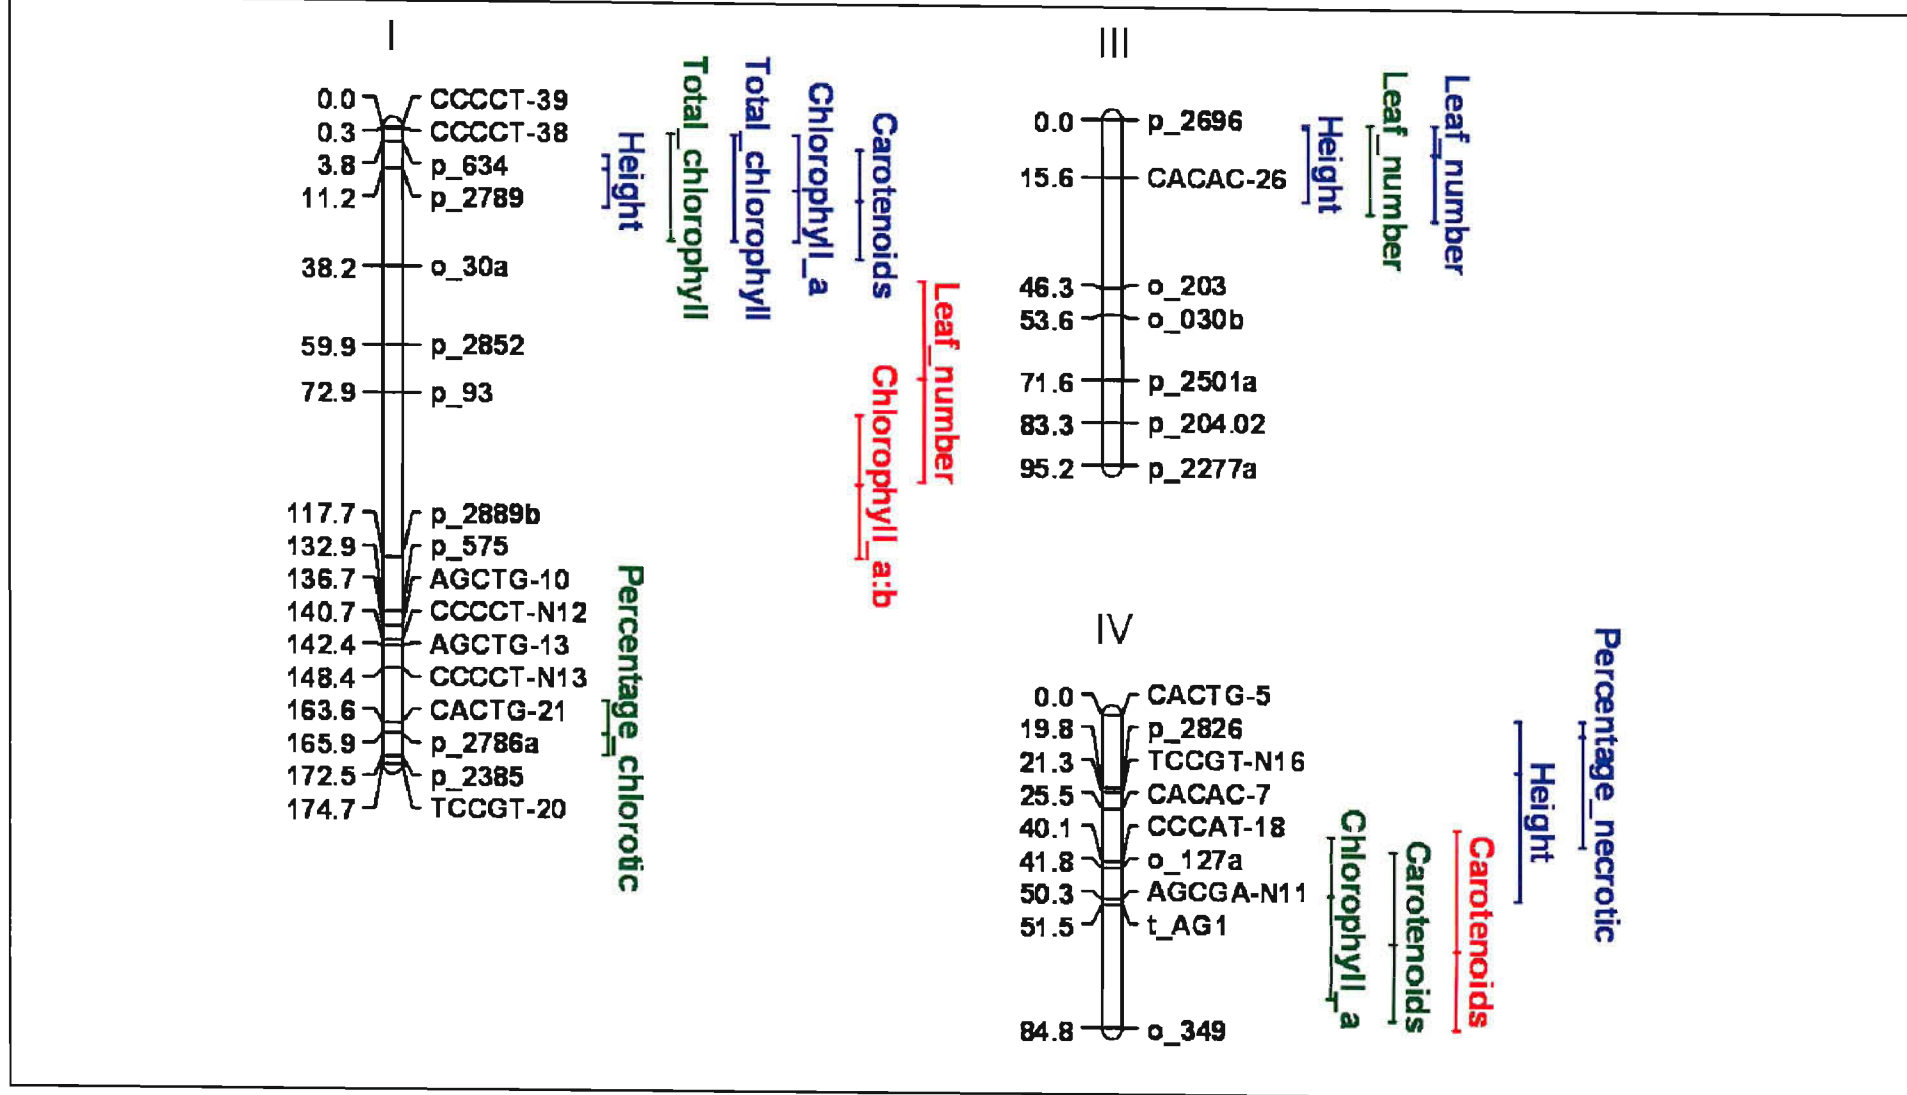 I
0.0 CCCCT-39
0.3 CCCCT-38
3.8 p_634
11.2 p_2789
38.2 o_30a
59.9 p_2852
72.9 p_93
117.7 p_2889b
132.9 p_575
136.7 AGCTG-10
140.7 CCCCT-N12
142.4 AGCTG-13
148.4 CCCCT-N13
163.6 CACTG-21
165.9 p_2786a
172.5 p_2385
174.7 TCCGT-20
Height
Total_chlorophyll
Total_chlorophyll
Chlorophyll_a
Carotenoids
Leaf_number
Chlorophyll_a:b
Percentage_chlorotic
III
0.0 p_2696
15.6 CACAC-26
46.3 o_203
53.6 o_030b
71.6 p_2501a
83.3 p_204.02
95.2 p_2277a
Height
Leaf_number
Leaf_number
IV
0.0 CACTG-5
19.8 p_2826
21.3 TCCGT-N16
25.5 CACAC-7
40.1 CCCAT-18
41.8 o_127a
50.3 AGCGA-N11
51.5 t_AG1
84.8 o_349
Chlorophyll_a
Carotenoids
Carotenoids
Height
Percentage_necrotic